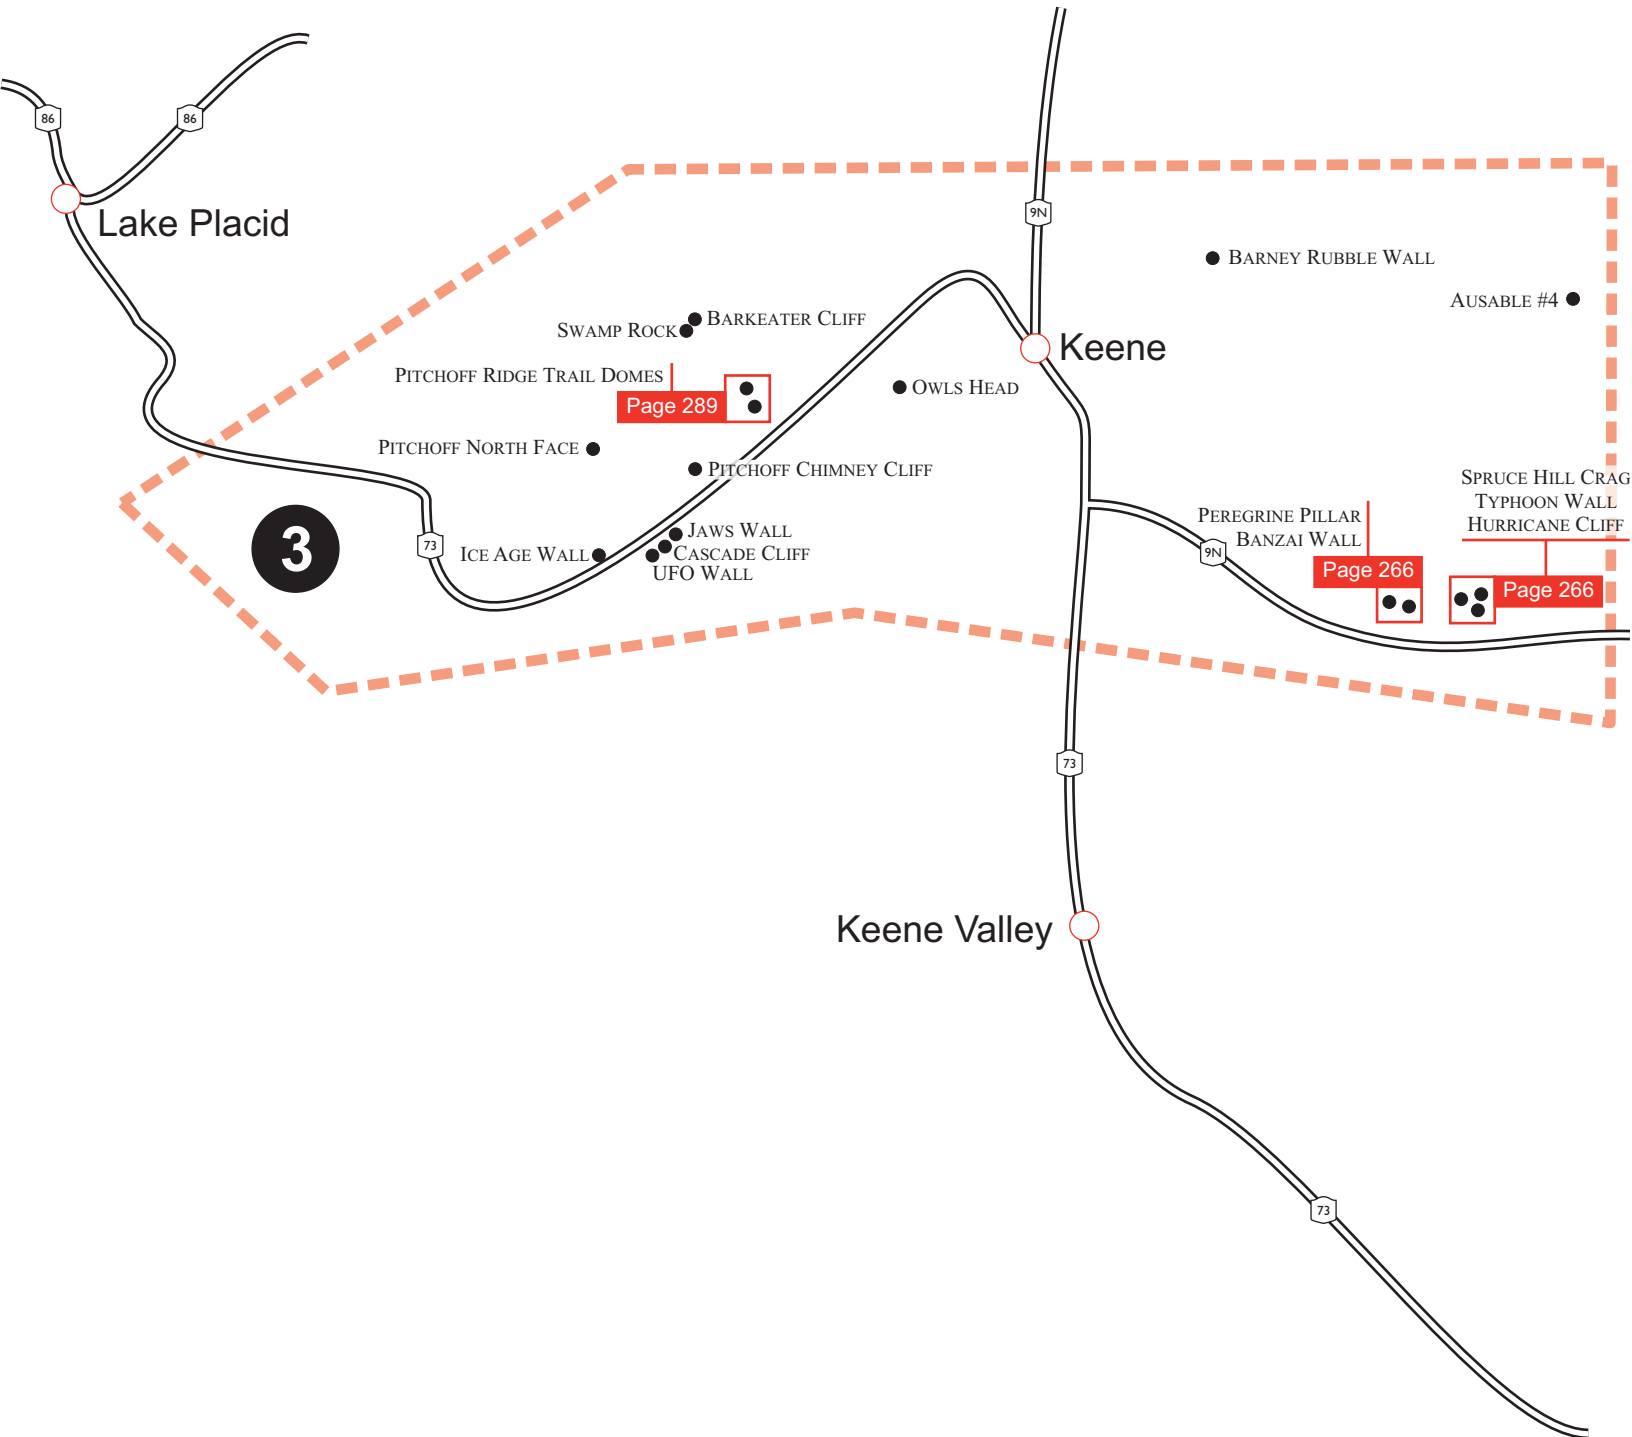 86
86
Lake Placid
9N
Barney Rubble Wall
Ausable #4
Barkeater Cliff
Swamp Rock
Keene
Pitchoff Ridge Trail Domes
Page 289
Owls Head
Pitchoff North Face
Pitchoff Chimney Cliff
Spruce Hill Crag
Typhoon Wall
Hurricane Cliff
Page 266
Peregrine Pillar
Banzai Wall
Page 266
9N
3
73
Ice Age Wall
Jaws Wall
Cascade Cliff
UFO Wall
73
Keene Valley
73